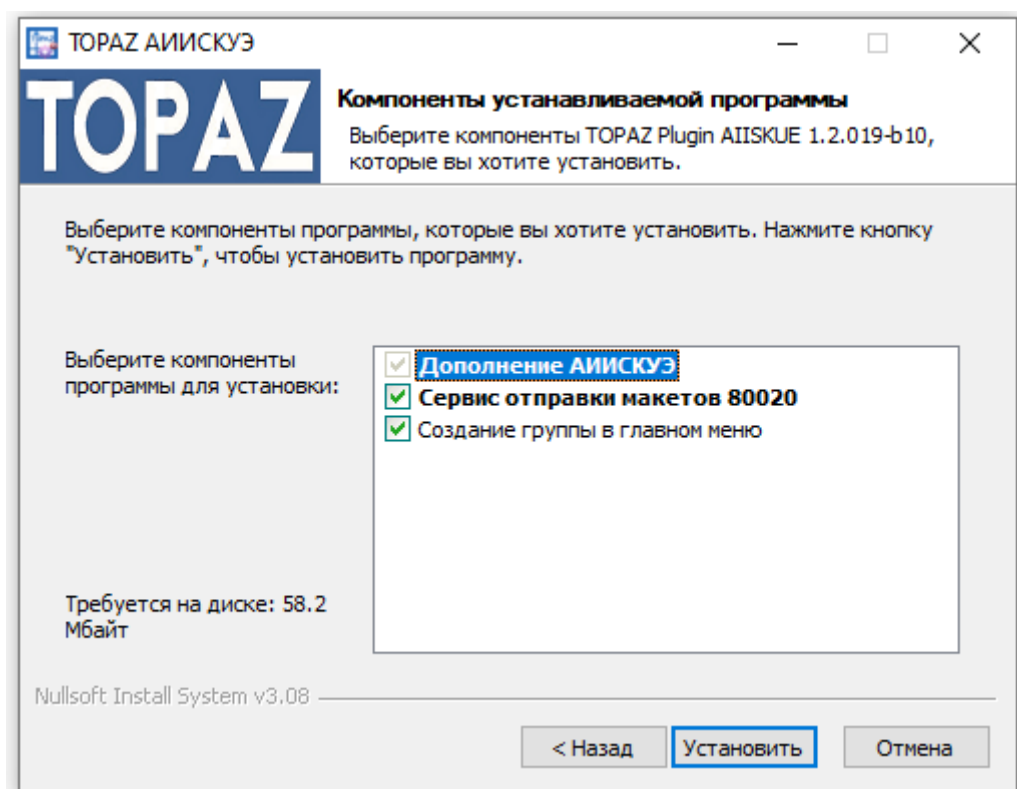 TOPAZ АИИСКУЭ
TOPAZ
Компоненты устанавливаемой программы
Выберите компоненты TOPAZ Plugin AIISKUE 1.2.019-b10,
которые вы хотите установить.
Выберите компоненты программы, которые вы хотите установить. Нажмите кнопку
"Установить", чтобы установить программу.
Выберите компоненты
программы для установки:
Дополнение АИИСКУЭ
Сервис отправки макетов 80020
Создание группы в главном меню
Требуется на диске: 58.2
Мбайт
Nullsoft Install System v3.08
< Назад
Установить
Отмена